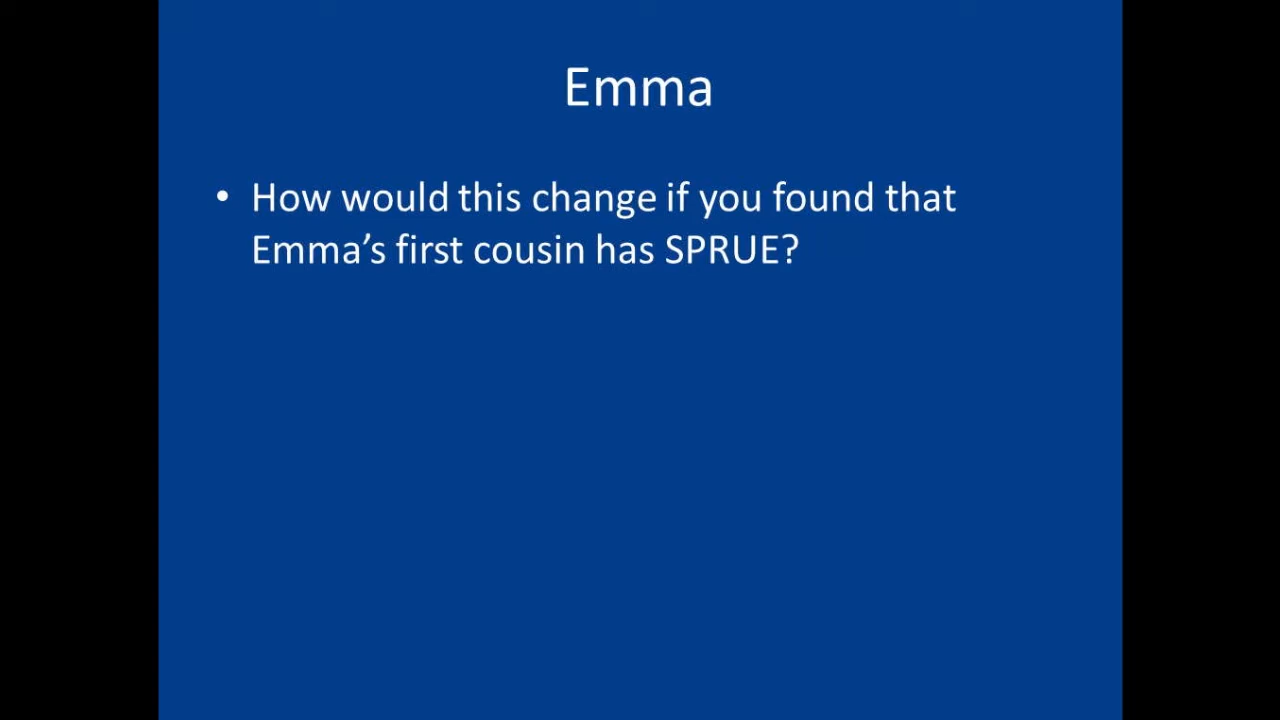 Emma
• How would this change if you found that
Emma’s first cousin has SPRUE?